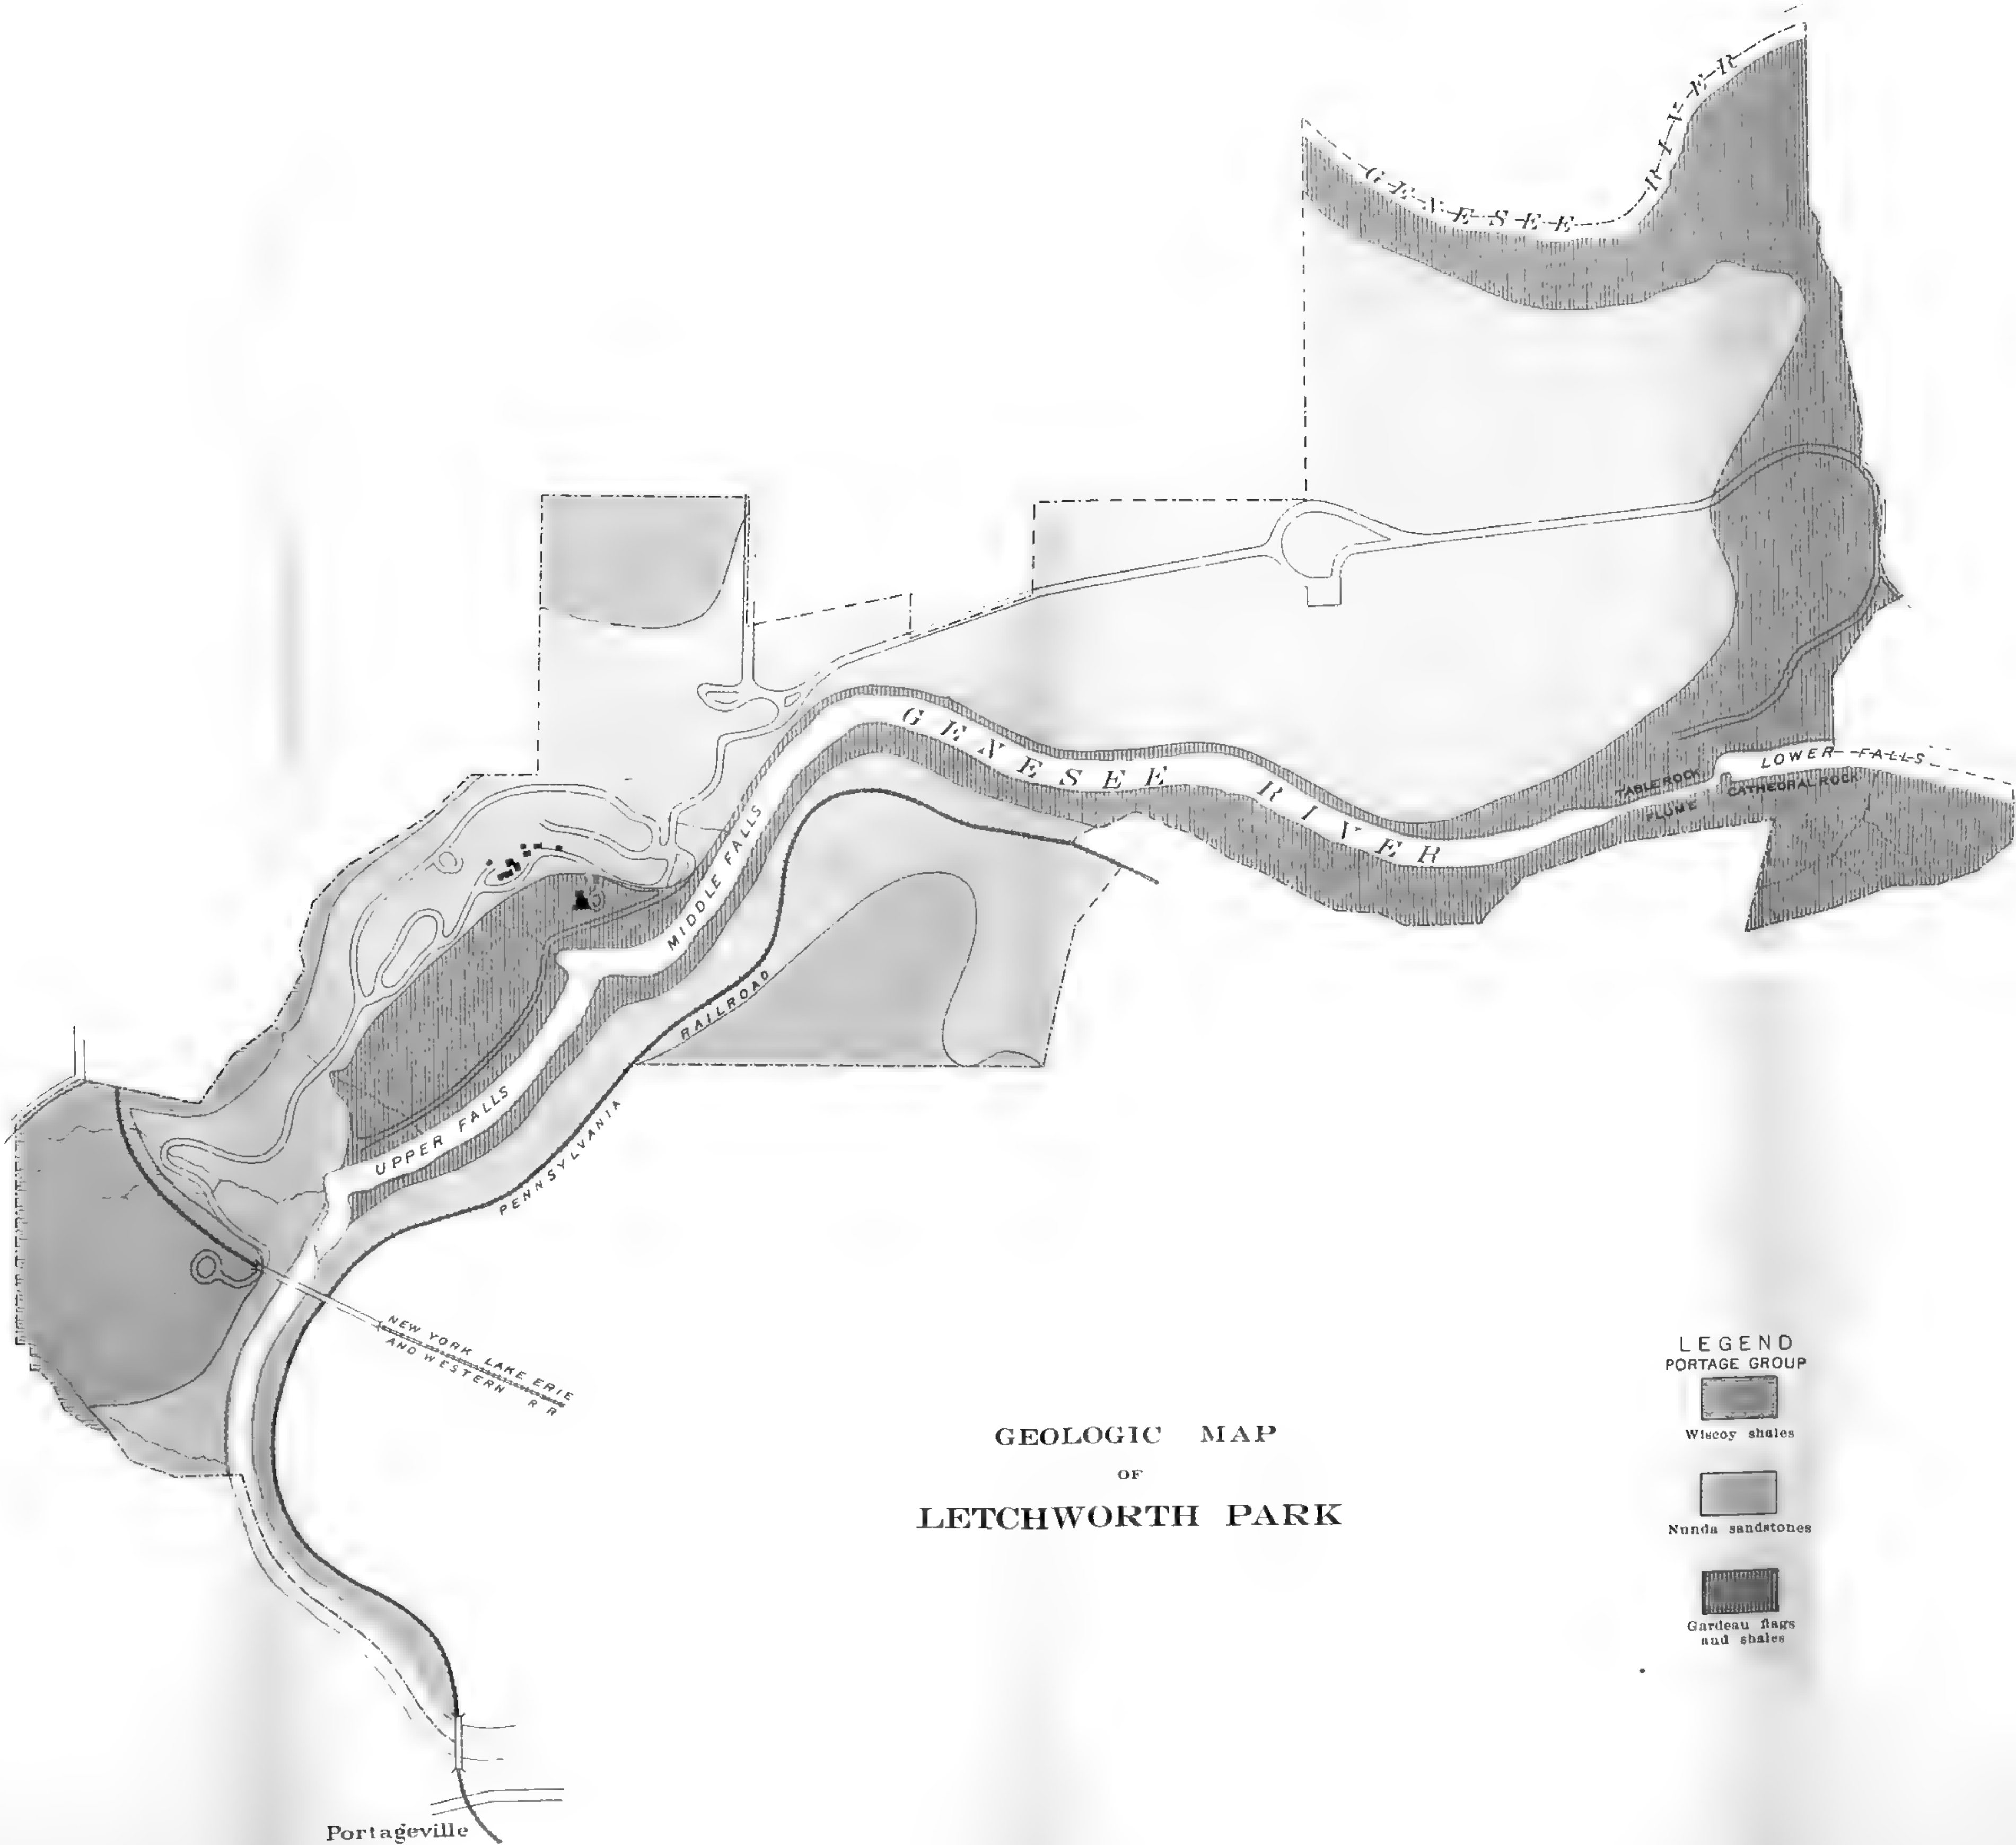 GENESEE RIVER
GENESEE RIVER
LOWER FALLS
TABLE ROCK
CATHEDRAL ROCK
FLUME
MIDDLE FALLS
RAILROAD
UPPER FALLS
PENNSYLVANIA
NEW YORK LAKE ERIE
AND WESTERN R R
LEGEND
PORTAGE GROUP
Wiscoy shales
Nunda sandstones
Gardeau flags
and shales
GEOLOGIC MAP
OF
LETCHWORTH PARK
Portageville